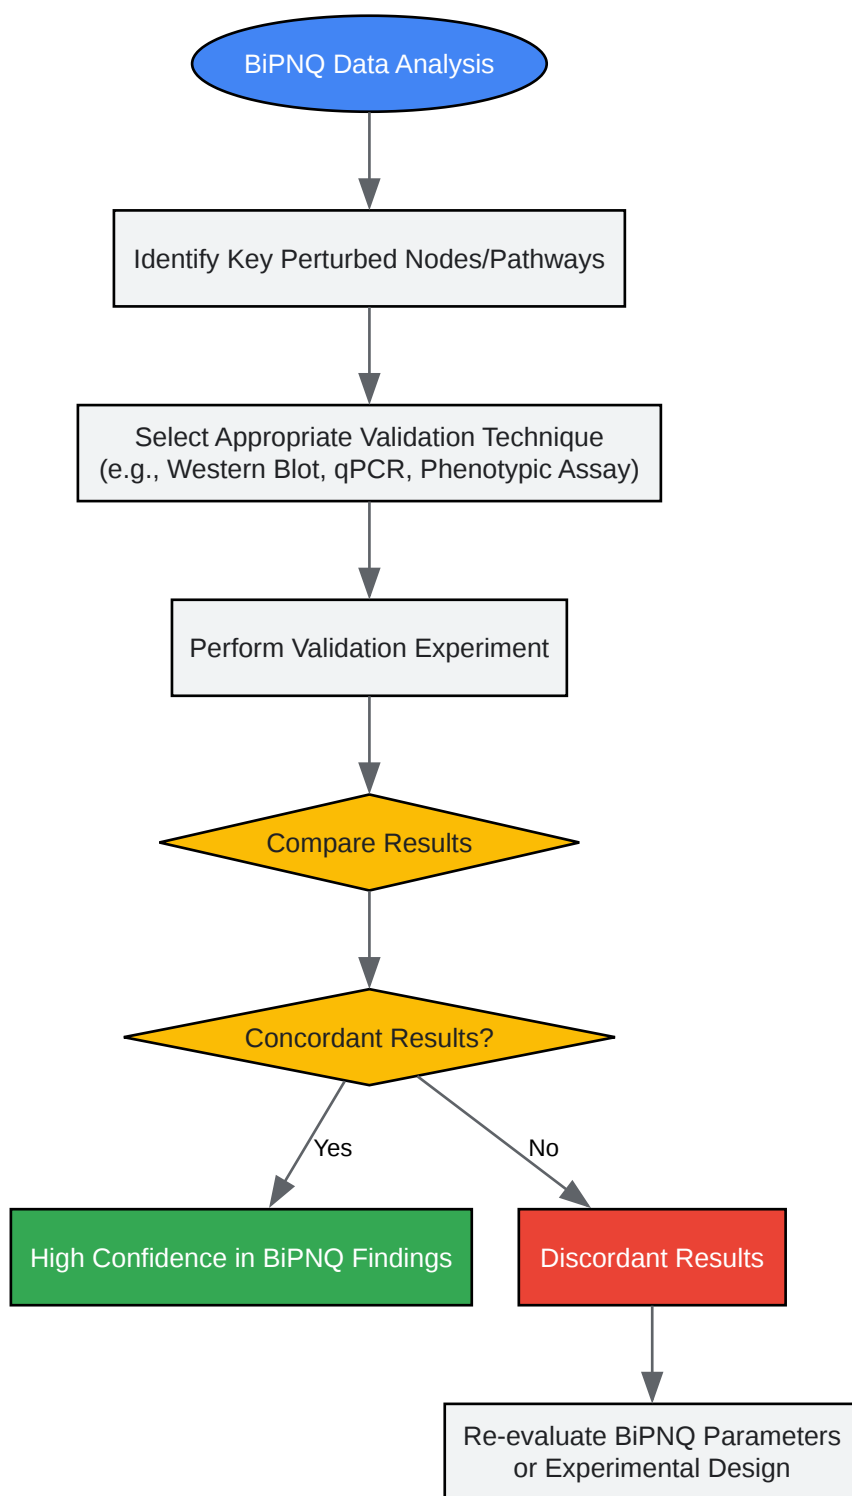 BiPNQ Data Analysis
Identify Key Perturbed Nodes/Pathways
Select Appropriate Validation Technique
(e.g., Western Blot, qPCR, Phenotypic Assay)
Perform Validation Experiment
Compare Results
Concordant Results?
Yes
No
High Confidence in BiPNQ Findings
Discordant Results
Re-evaluate BiPNQ Parameters
or Experimental Design